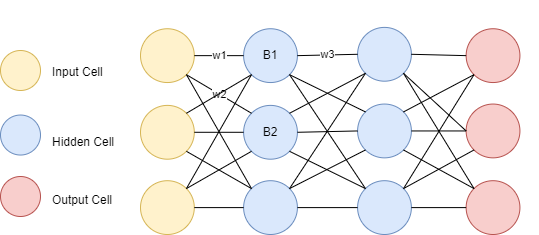 w1
B1
w3
Input Cell
w2
B2
Hidden Cell
Output Cell